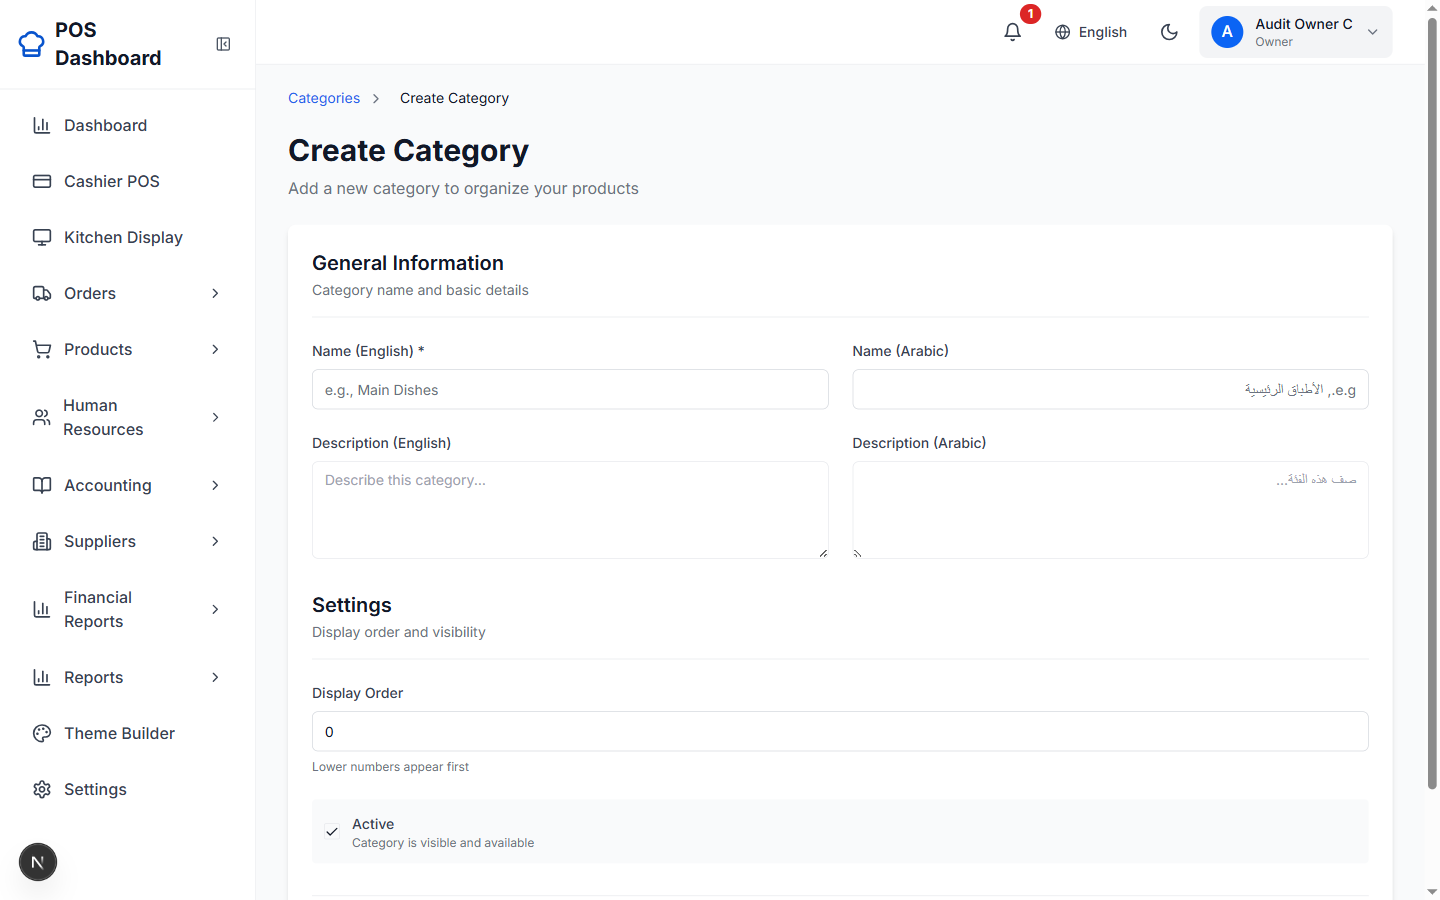 POS
Dashboard
1
English
A
Audit Owner C
Owner
Dashboard
Cashier POS
Kitchen Display
Orders
Products
Human
Resources
Accounting
Suppliers
Financial
Reports
Reports
Theme Builder
Settings
N
Categories
Create Category
Create Category
Add a new category to organize your products
General Information
Category name and basic details
Name (English) *
e.g., Main Dishes
Name (Arabic)
e.g., الأطباق الرئيسية
Description (English)
Describe this category...
Description (Arabic)
صف هذه الفئة...
Settings
Display order and visibility
Display Order
0
Lower numbers appear first
Active
Category is visible and available